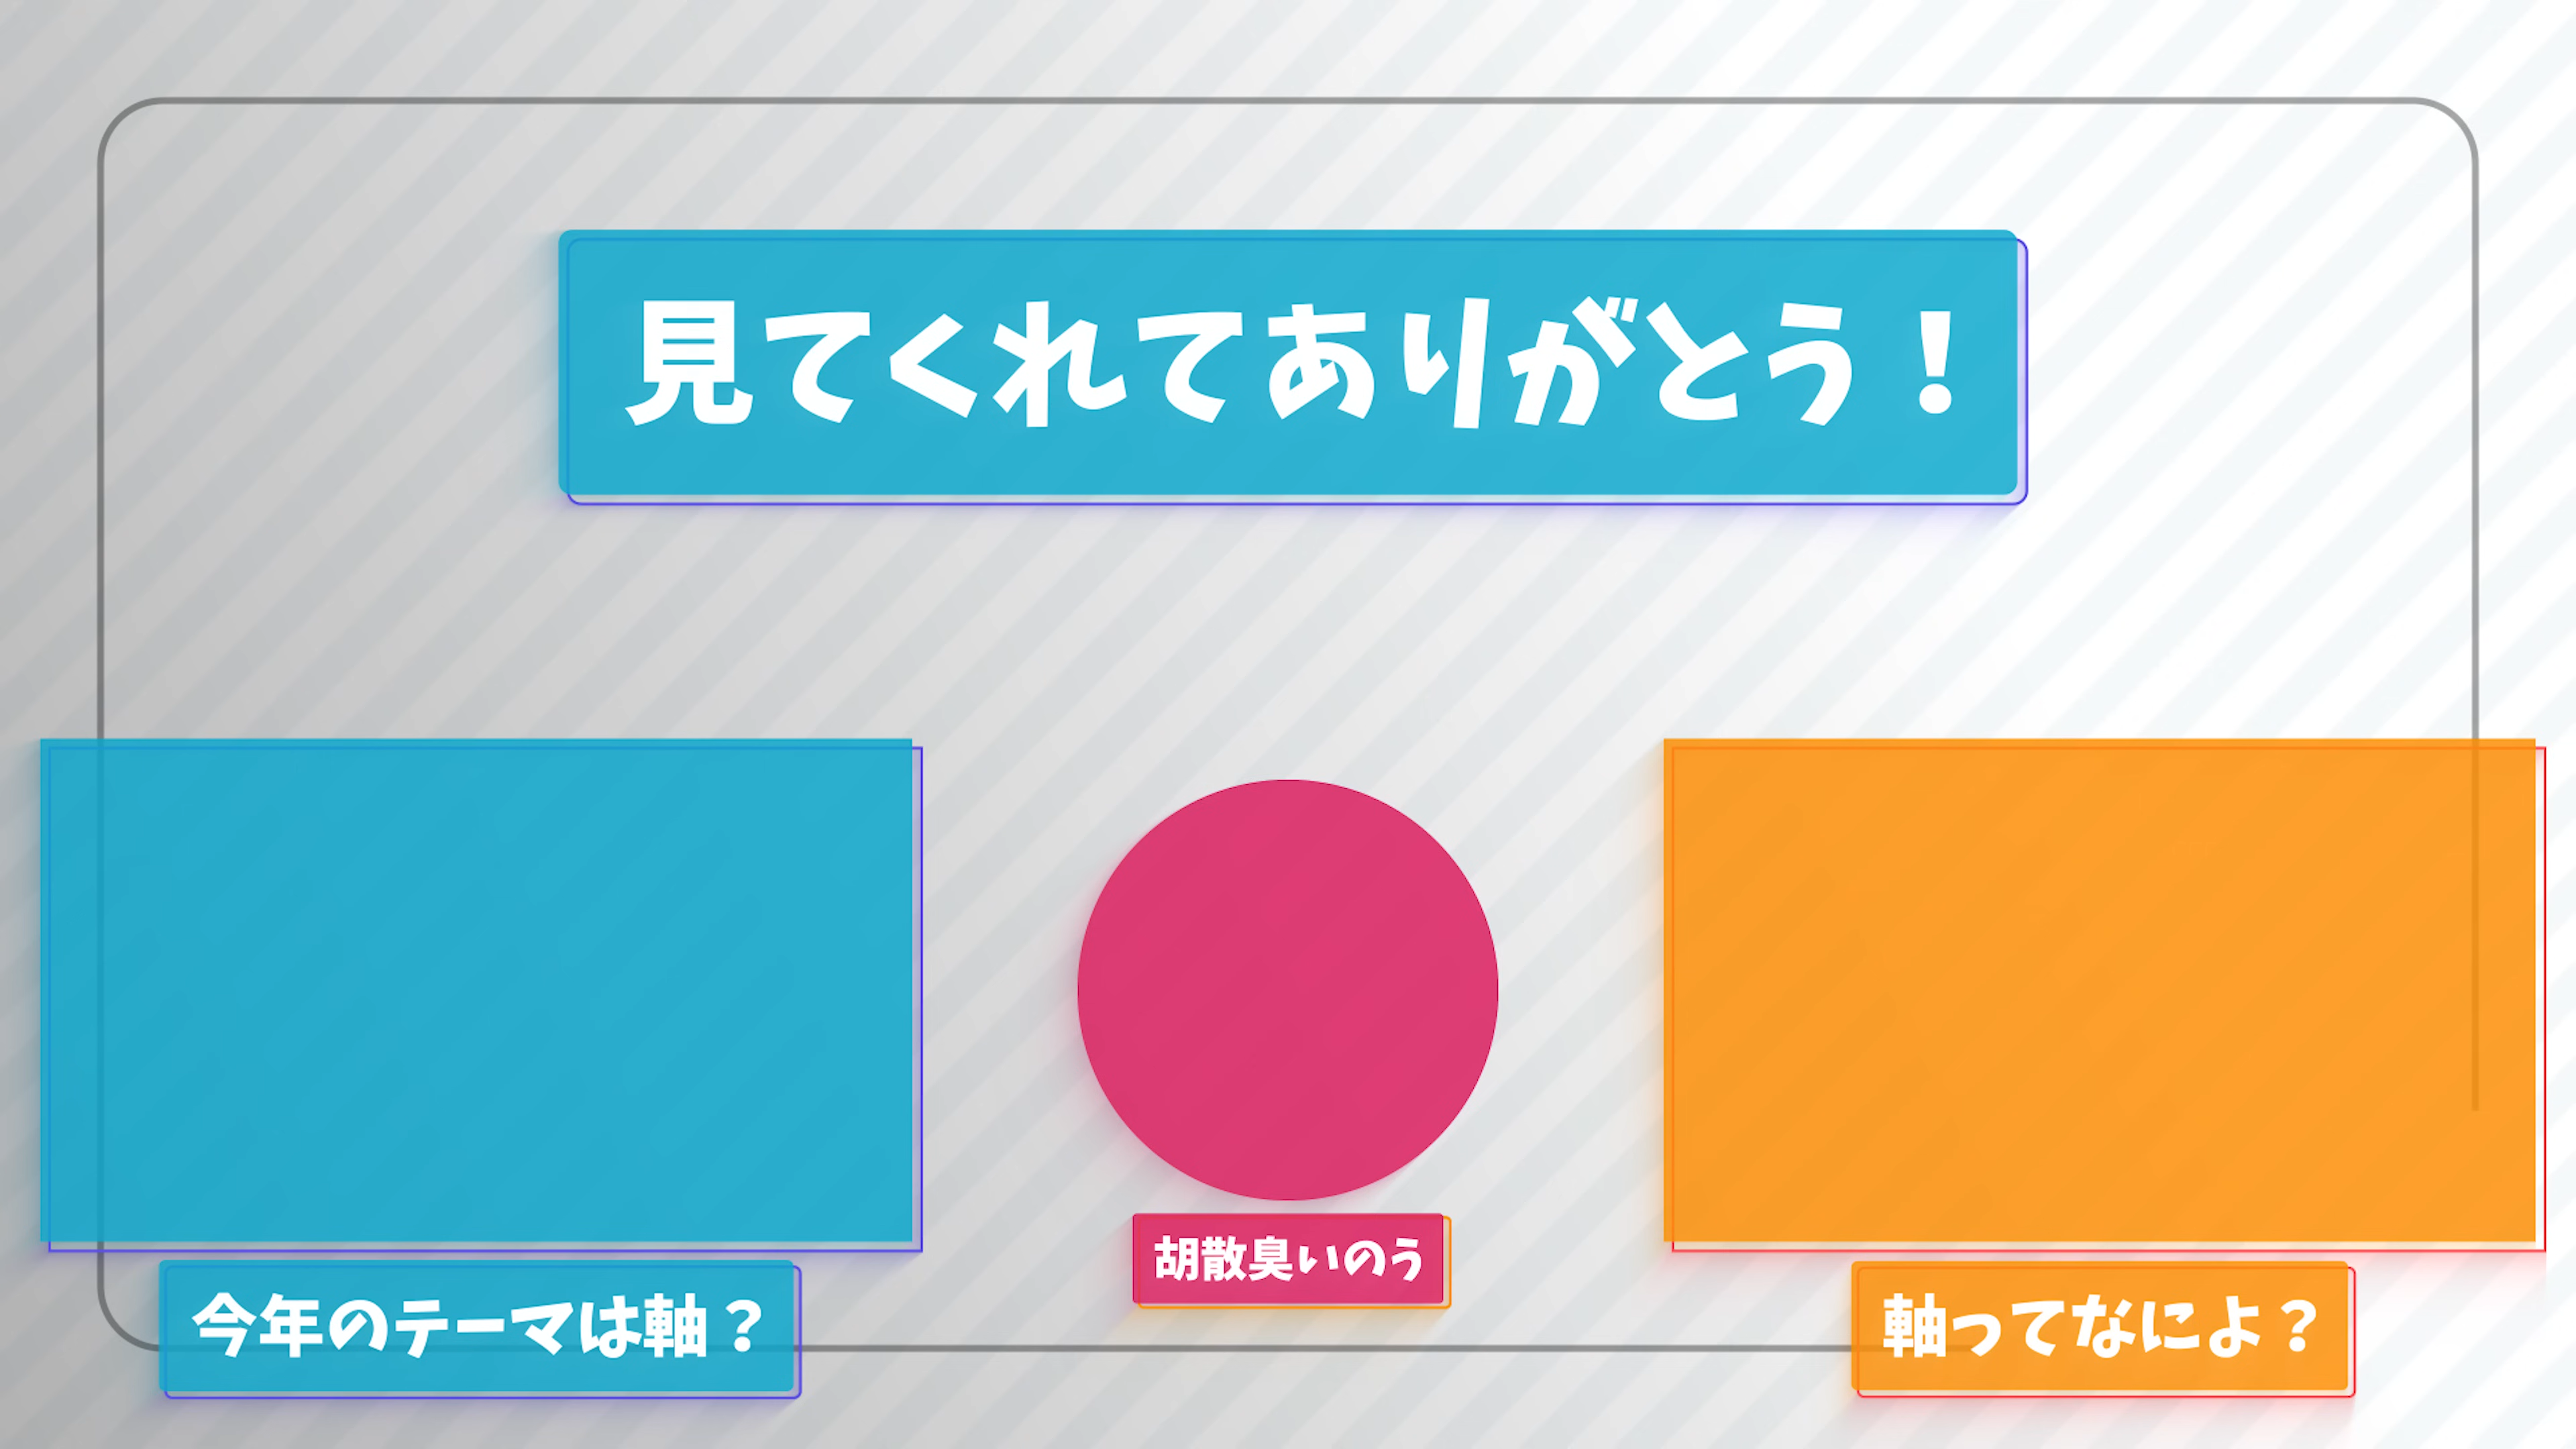 見てくれてありがとう！
今年のテーマは軸？
胡散臭いのう
軸ってなによ？